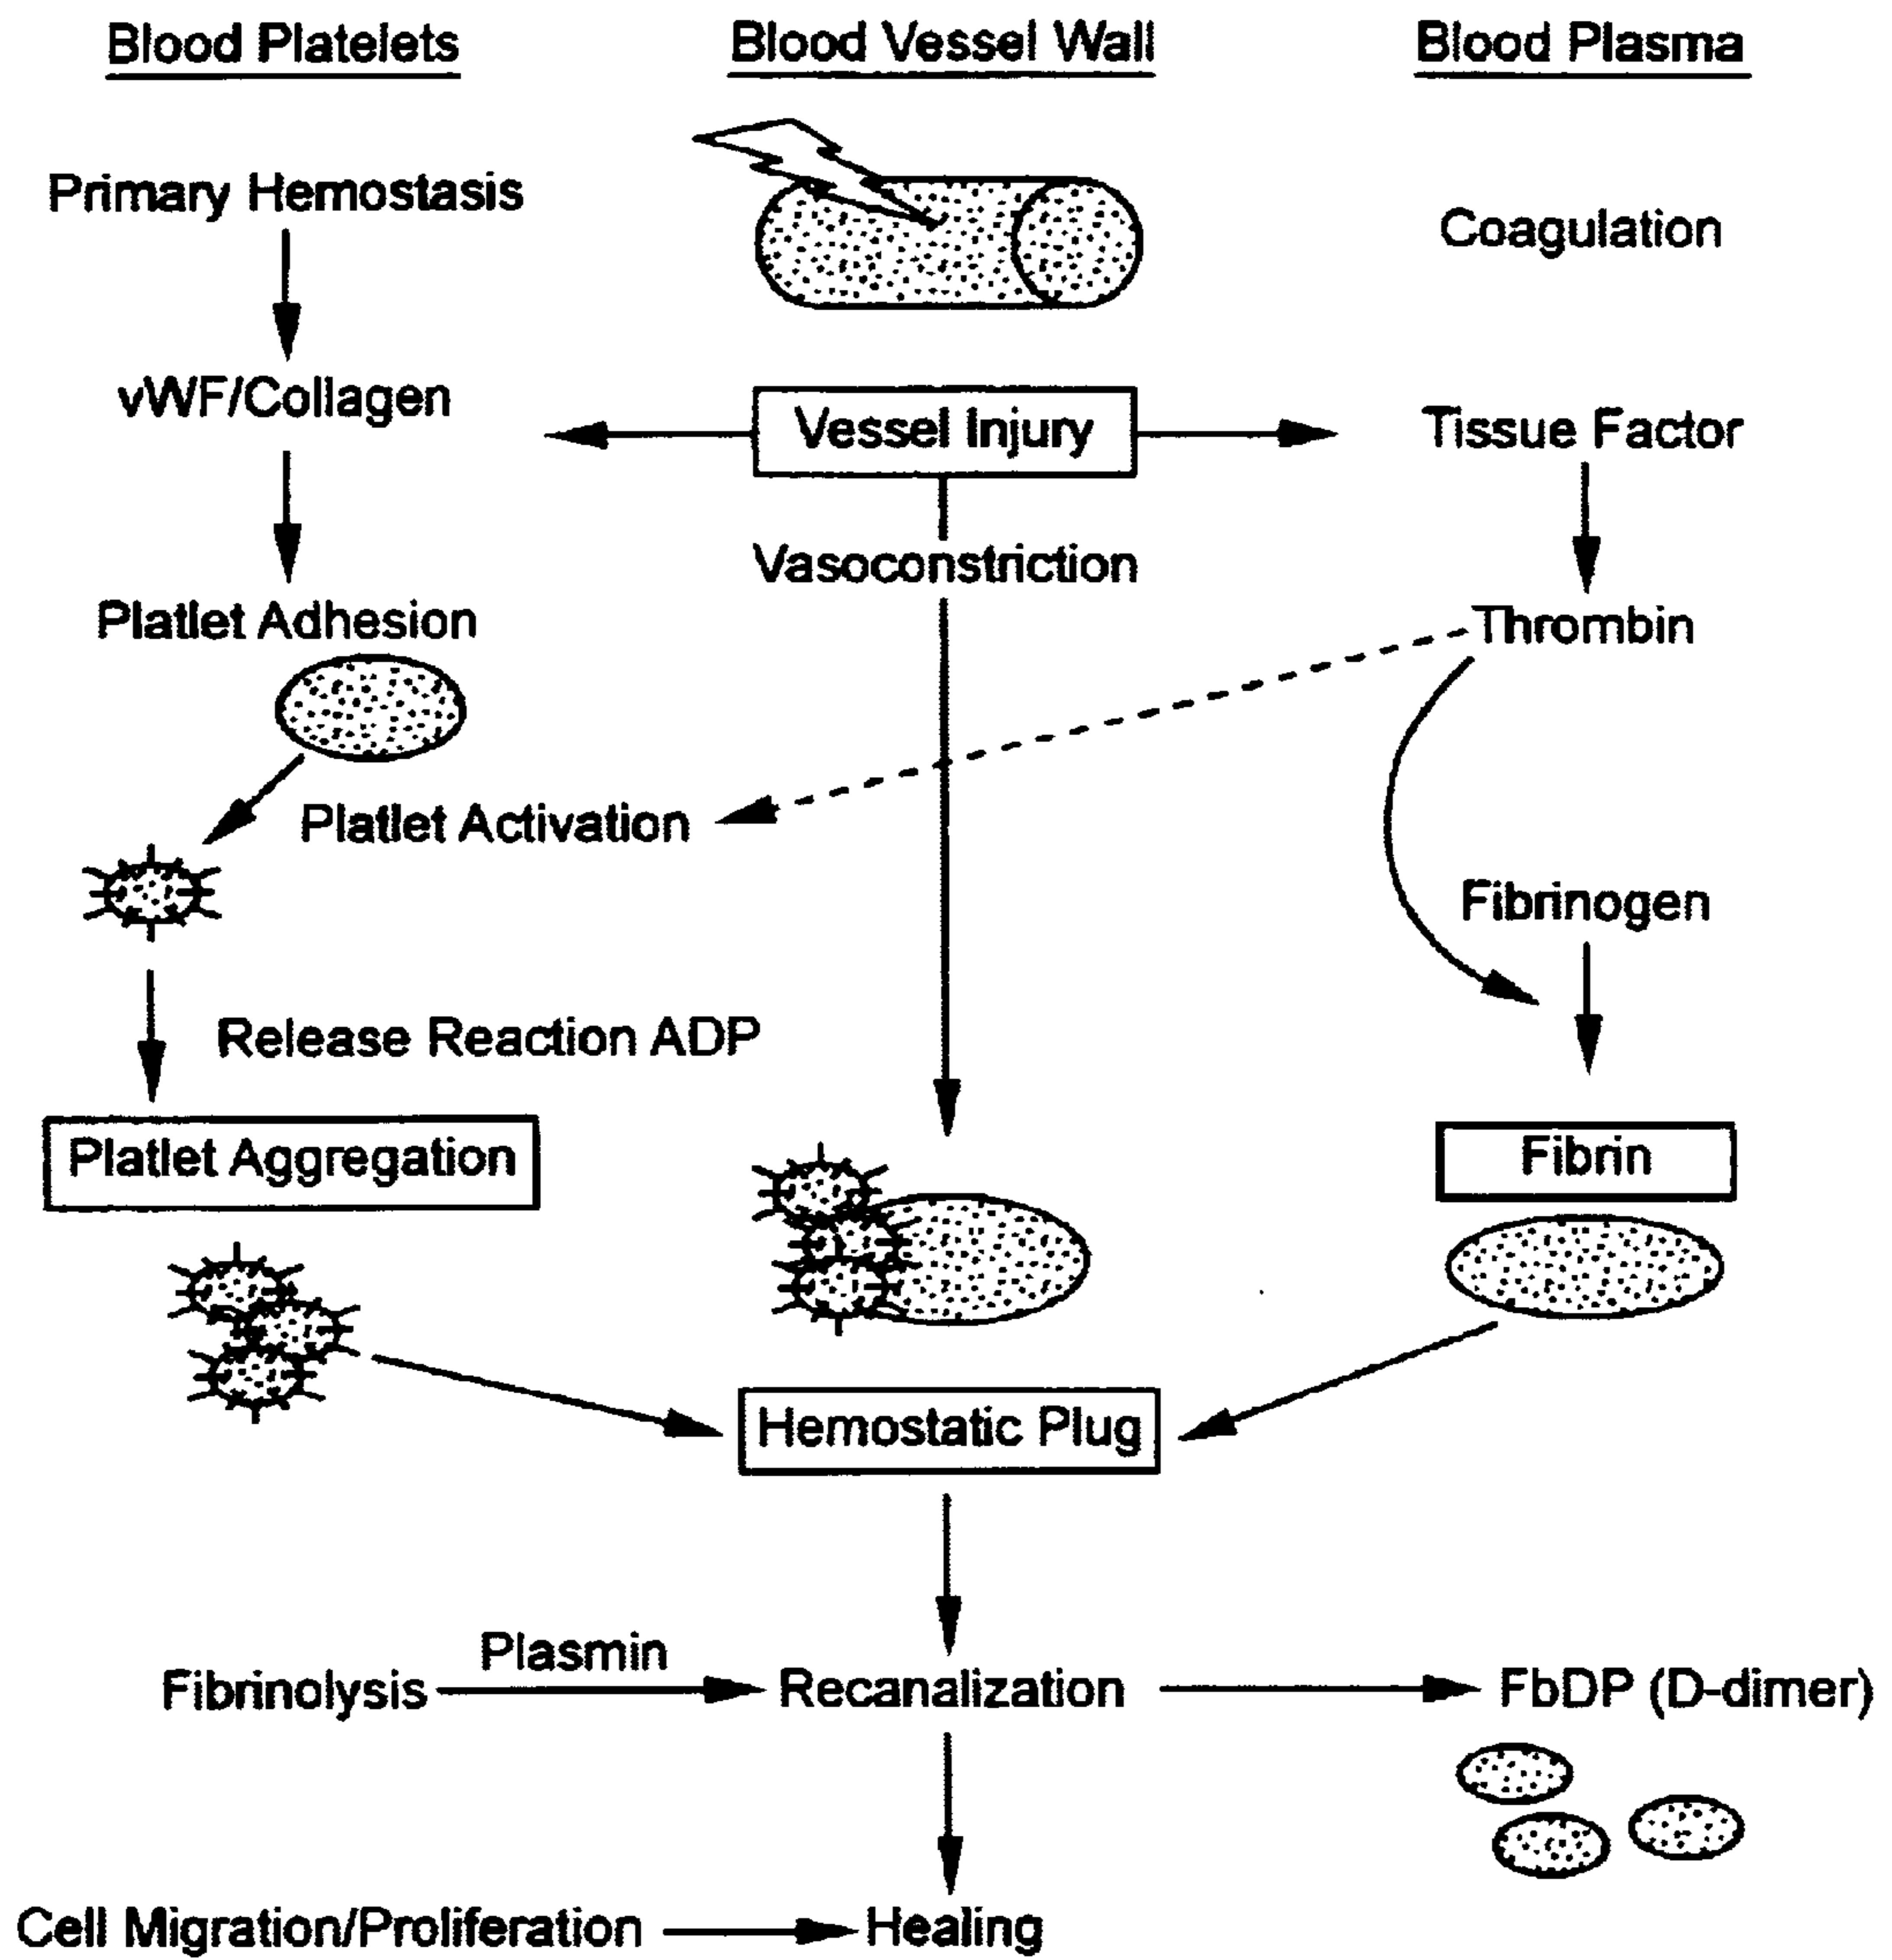 Blood Platelets
Blood Vessel Wall
Blood Plasma
Primary Hemostasis
Coagulation
vWF/Collagen
Vessel Injury
Tissue Factor
Vasoconstriction
Platlet Adhesion
Thrombin
Platlet Activation
Fibrinogen
Release Reaction ADP
Platlet Aggregation
Fibrin
Hemostatic Plug
Plasmin
Fibrinolysis
Recanalization
FbDP (D-dimer)
Cell Migration/Proliferation
Healing